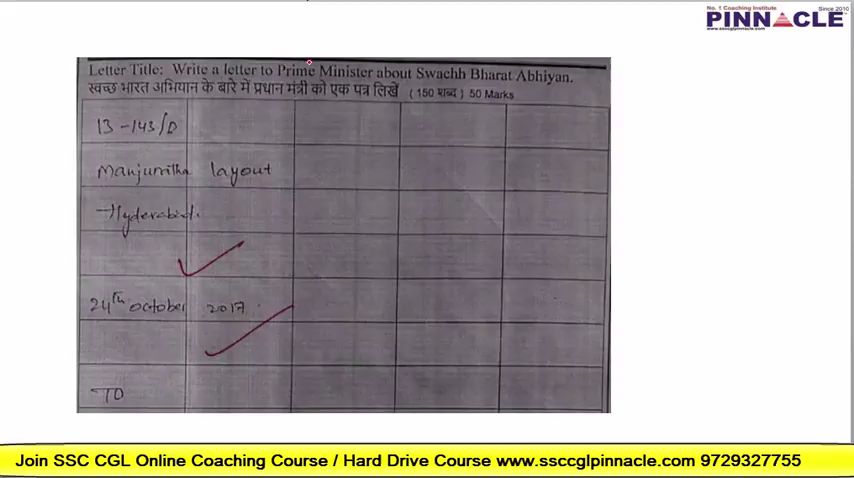 No. 1 Coaching Institute
Since 2010
PINNACLE
www.ssccglpinnacle.com
Letter Title: Write a letter to Prime Minister about Swachh Bharat Abhiyan.
स्वच्छ भारत अभियान के बारे में प्रधान मंत्री को एक पत्र लिखें (150 शब्द) 50 Marks
13-143/D
layout
Hyderabad.
24th october 2017
TO
Join SSC CGL Online Coaching Course / Hard Drive Course www.ssccglpinnacle.com 9729327755